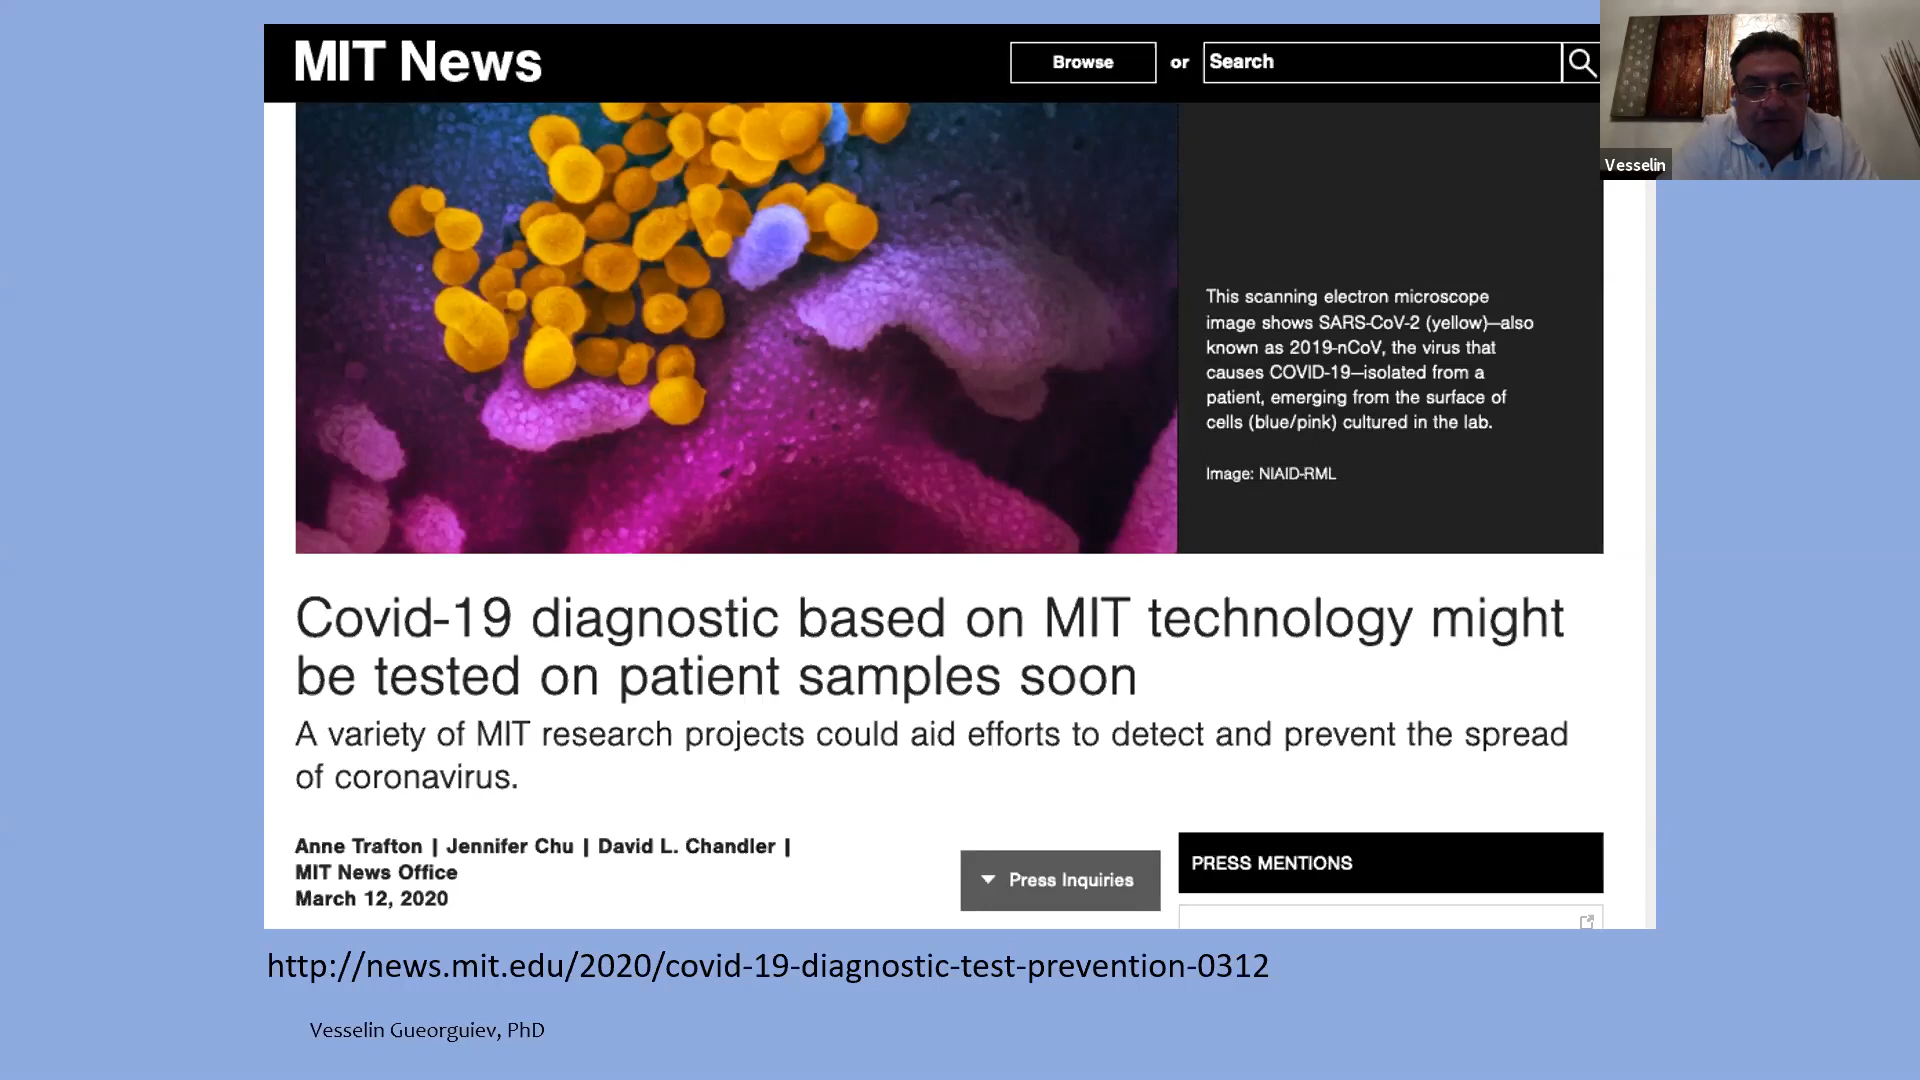 MIT News
Browse or Search
Vesselin
This scanning electron microscope
image shows SARS-CoV-2 (yellow)—also
known as 2019-nCoV, the virus that
causes COVID-19—isolated from a
patient, emerging from the surface of
cells (blue/pink) cultured in the lab.
Image: NIAID-RML
Covid-19 diagnostic based on MIT technology might
be tested on patient samples soon
A variety of MIT research projects could aid efforts to detect and prevent the spread
of coronavirus.
Anne Trafton | Jennifer Chu | David L. Chandler |
MIT News Office
March 12, 2020
Press Inquiries
PRESS MENTIONS
http://news.mit.edu/2020/covid-19-diagnostic-test-prevention-0312
Vesselin Gueorguiev, PhD